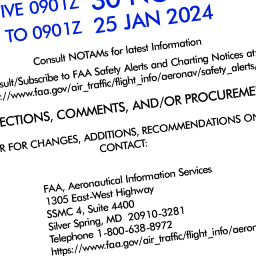 IVE 0901Z 30 NO
TO 0901Z 25 JAN 2024
Consult NOTAMs for latest Information
sult/Subscribe to FAA Safety Alerts and Charting Notices at
://www.faa.gov/air_traffic/flight_info/aeronav/safety_alerts
ECTIONS, COMMENTS, AND/OR PROCUREME
R FOR CHANGES, ADDITIONS, RECOMMENDATIONS ON
CONTACT:
FAA, Aeronautical Information Services
1305 East-West Highway
SSMC 4, Suite 4400
Silver Spring, MD 20910-3281
Telephone 1-800-638-8972
https://www.faa.gov/air_traffic/flight_info/aeron